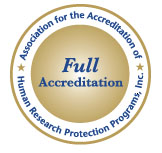 Association for the Accreditation of
Human Research Protection Programs, Inc.
Full
Accreditation